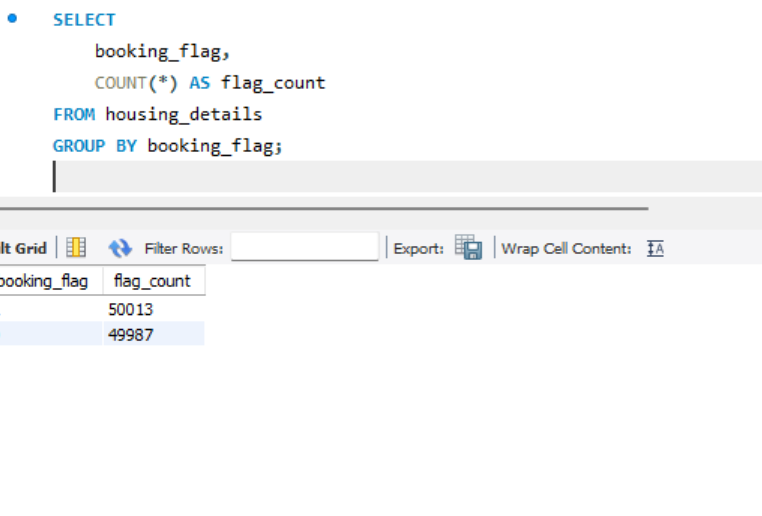 SELECT
booking_flag,
COUNT(*) AS flag_count
FROM housing_details
GROUP BY booking_flag;
Grid Filter Rows: Export: Wrap Cell Content: IA
booking_flag flag_count
50013
49987